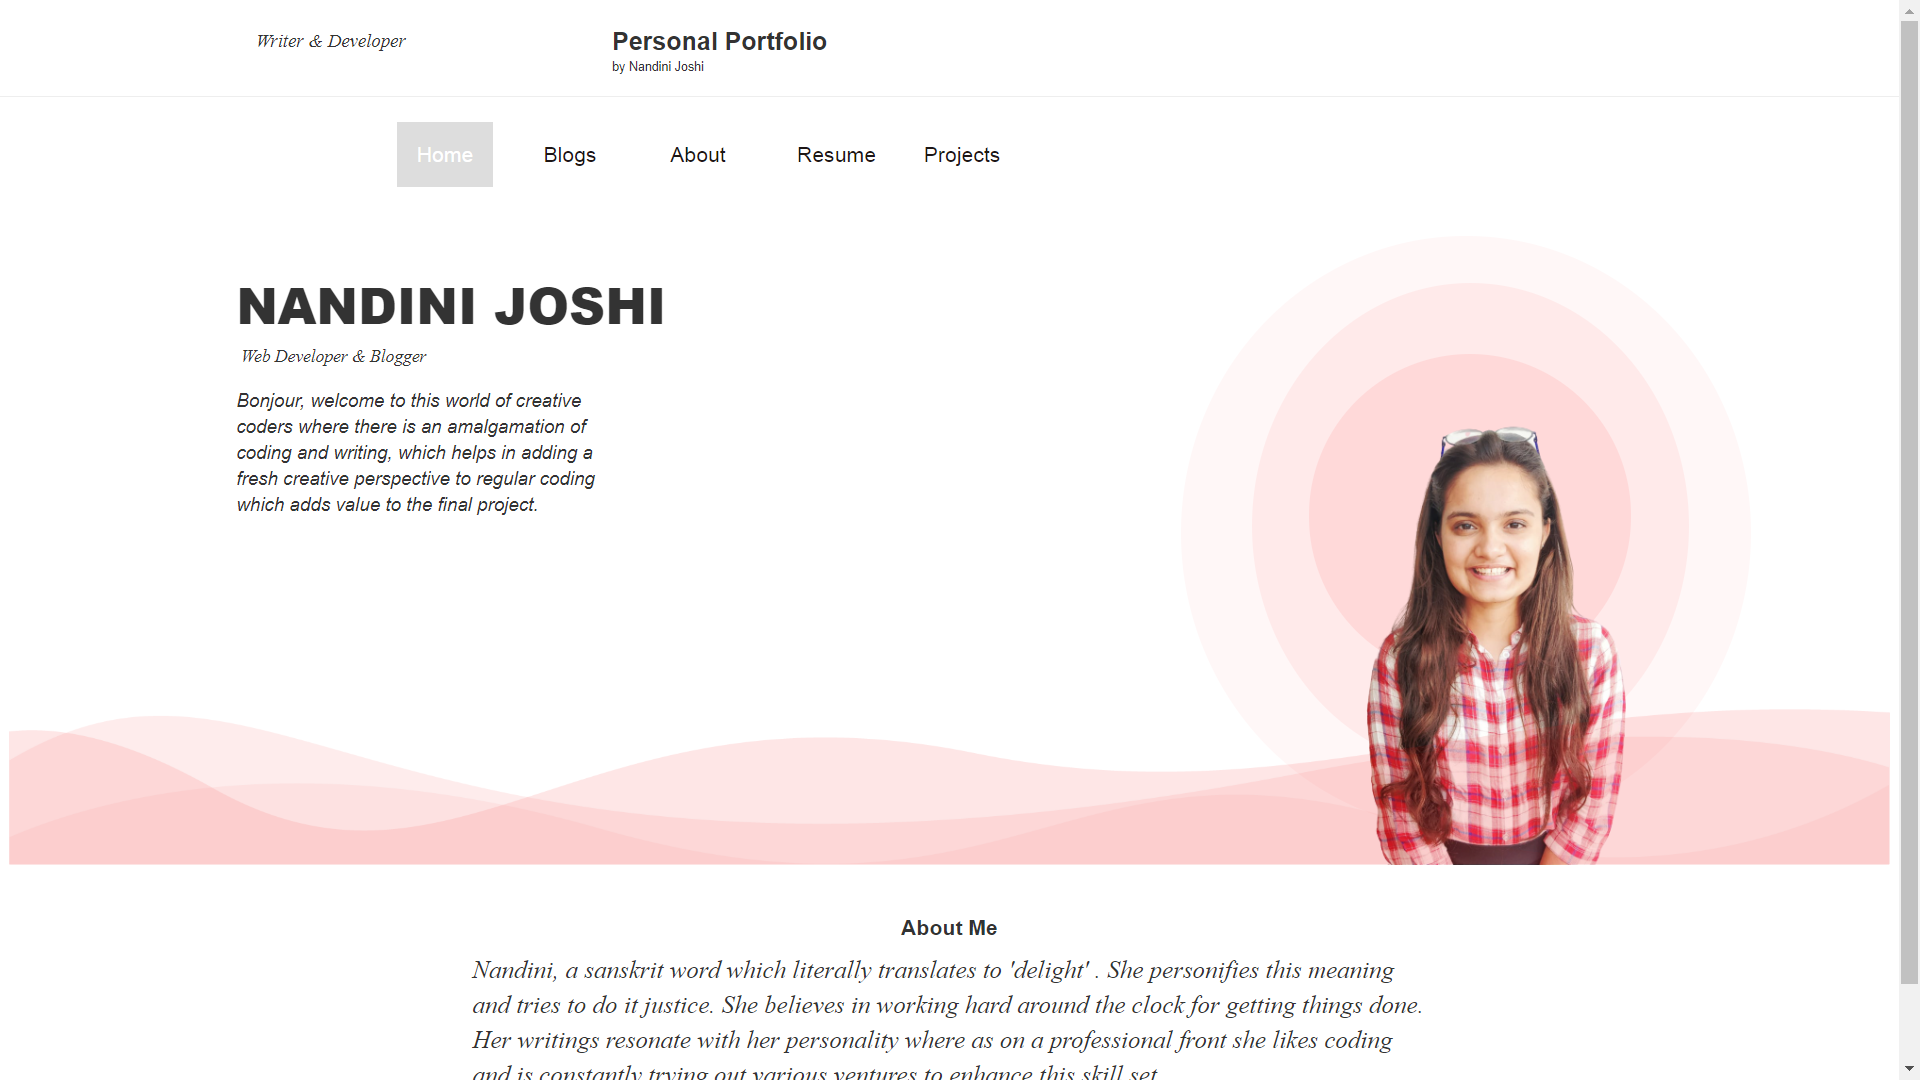 Writer & Developer
Personal Portfolio
by Nandini Joshi
Home
Blogs
About
Resume
Projects
NANDINI JOSHI
Web Developer & Blogger
Bonjour, welcome to this world of creative
coders where there is an amalgamation of
coding and writing, which helps in adding a
fresh creative perspective to regular coding
which adds value to the final project.
About Me
Nandini, a sanskrit word which literally translates to 'delight' . She personifies this meaning
and tries to do it justice. She believes in working hard around the clock for getting things done.
Her writings resonate with her personality where as on a professional front she likes coding
and is constantly trying out various ventures to enhance this skill set.